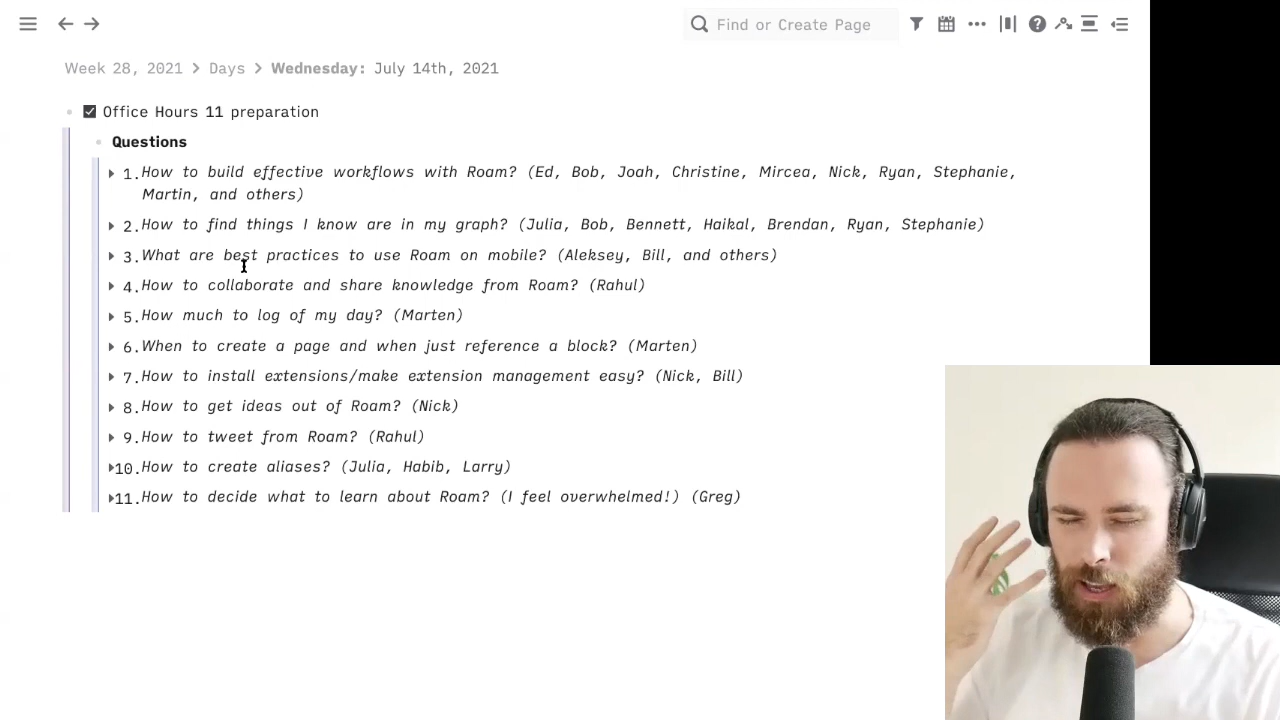 Find or Create Page
Week 28, 2021 > Days > Wednesday: July 14th, 2021
Office Hours 11 preparation
Questions
1. How to build effective workflows with Roam? (Ed, Bob, Joah, Christine, Mircea, Nick, Ryan, Stephanie,
Martin, and others)
2. How to find things I know are in my graph? (Julia, Bob, Bennett, Haikal, Brendan, Ryan, Stephanie)
3. What are best practices to use Roam on mobile? (Aleksey, Bill, and others)
4. How to collaborate and share knowledge from Roam? (Rahul)
5. How much to log of my day? (Marten)
6. When to create a page and when just reference a block? (Marten)
7. How to install extensions/make extension management easy? (Nick, Bill)
8. How to get ideas out of Roam? (Nick)
9. How to tweet from Roam? (Rahul)
10. How to create aliases? (Julia, Habib, Larry)
11. How to decide what to learn about Roam? (I feel overwhelmed!) (Greg)